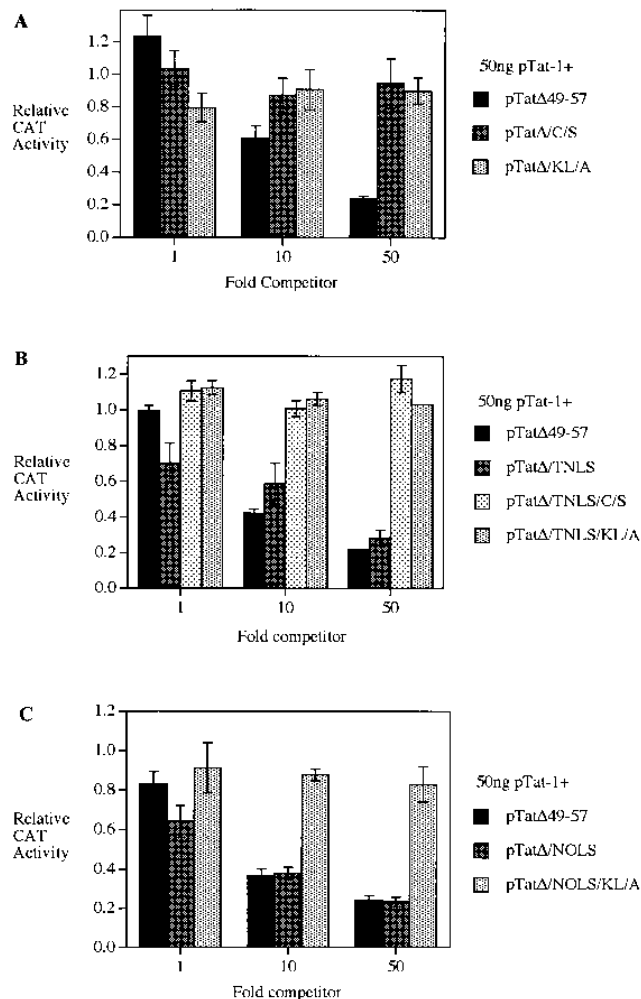 A
1.2
1.0
0.8
0.6
0.4
0.2
0.0
Relative
CAT
Activity
1 10 50
Fold Competitor
50ng pTat-1+
pTatΔ49-57
pTatΔ/C/S
pTatΔ/KL/A
B
1.2
1.0
0.8
0.6
0.4
0.2
0.0
Relative
CAT
Activity
1 10 50
Fold competitor
50ng pTat-1+
pTatΔ49-57
pTatΔ/TNLS
pTatΔ/TNLS/C/S
pTatΔ/TNLS/KL/A
C
1.2
1.0
0.8
0.6
0.4
0.2
0.0
Relative
CAT
Activity
1 10 50
Fold competitor
50ng pTat-1+
pTatΔ49-57
pTatΔ/NOLS
pTatΔ/NOLS/KL/A